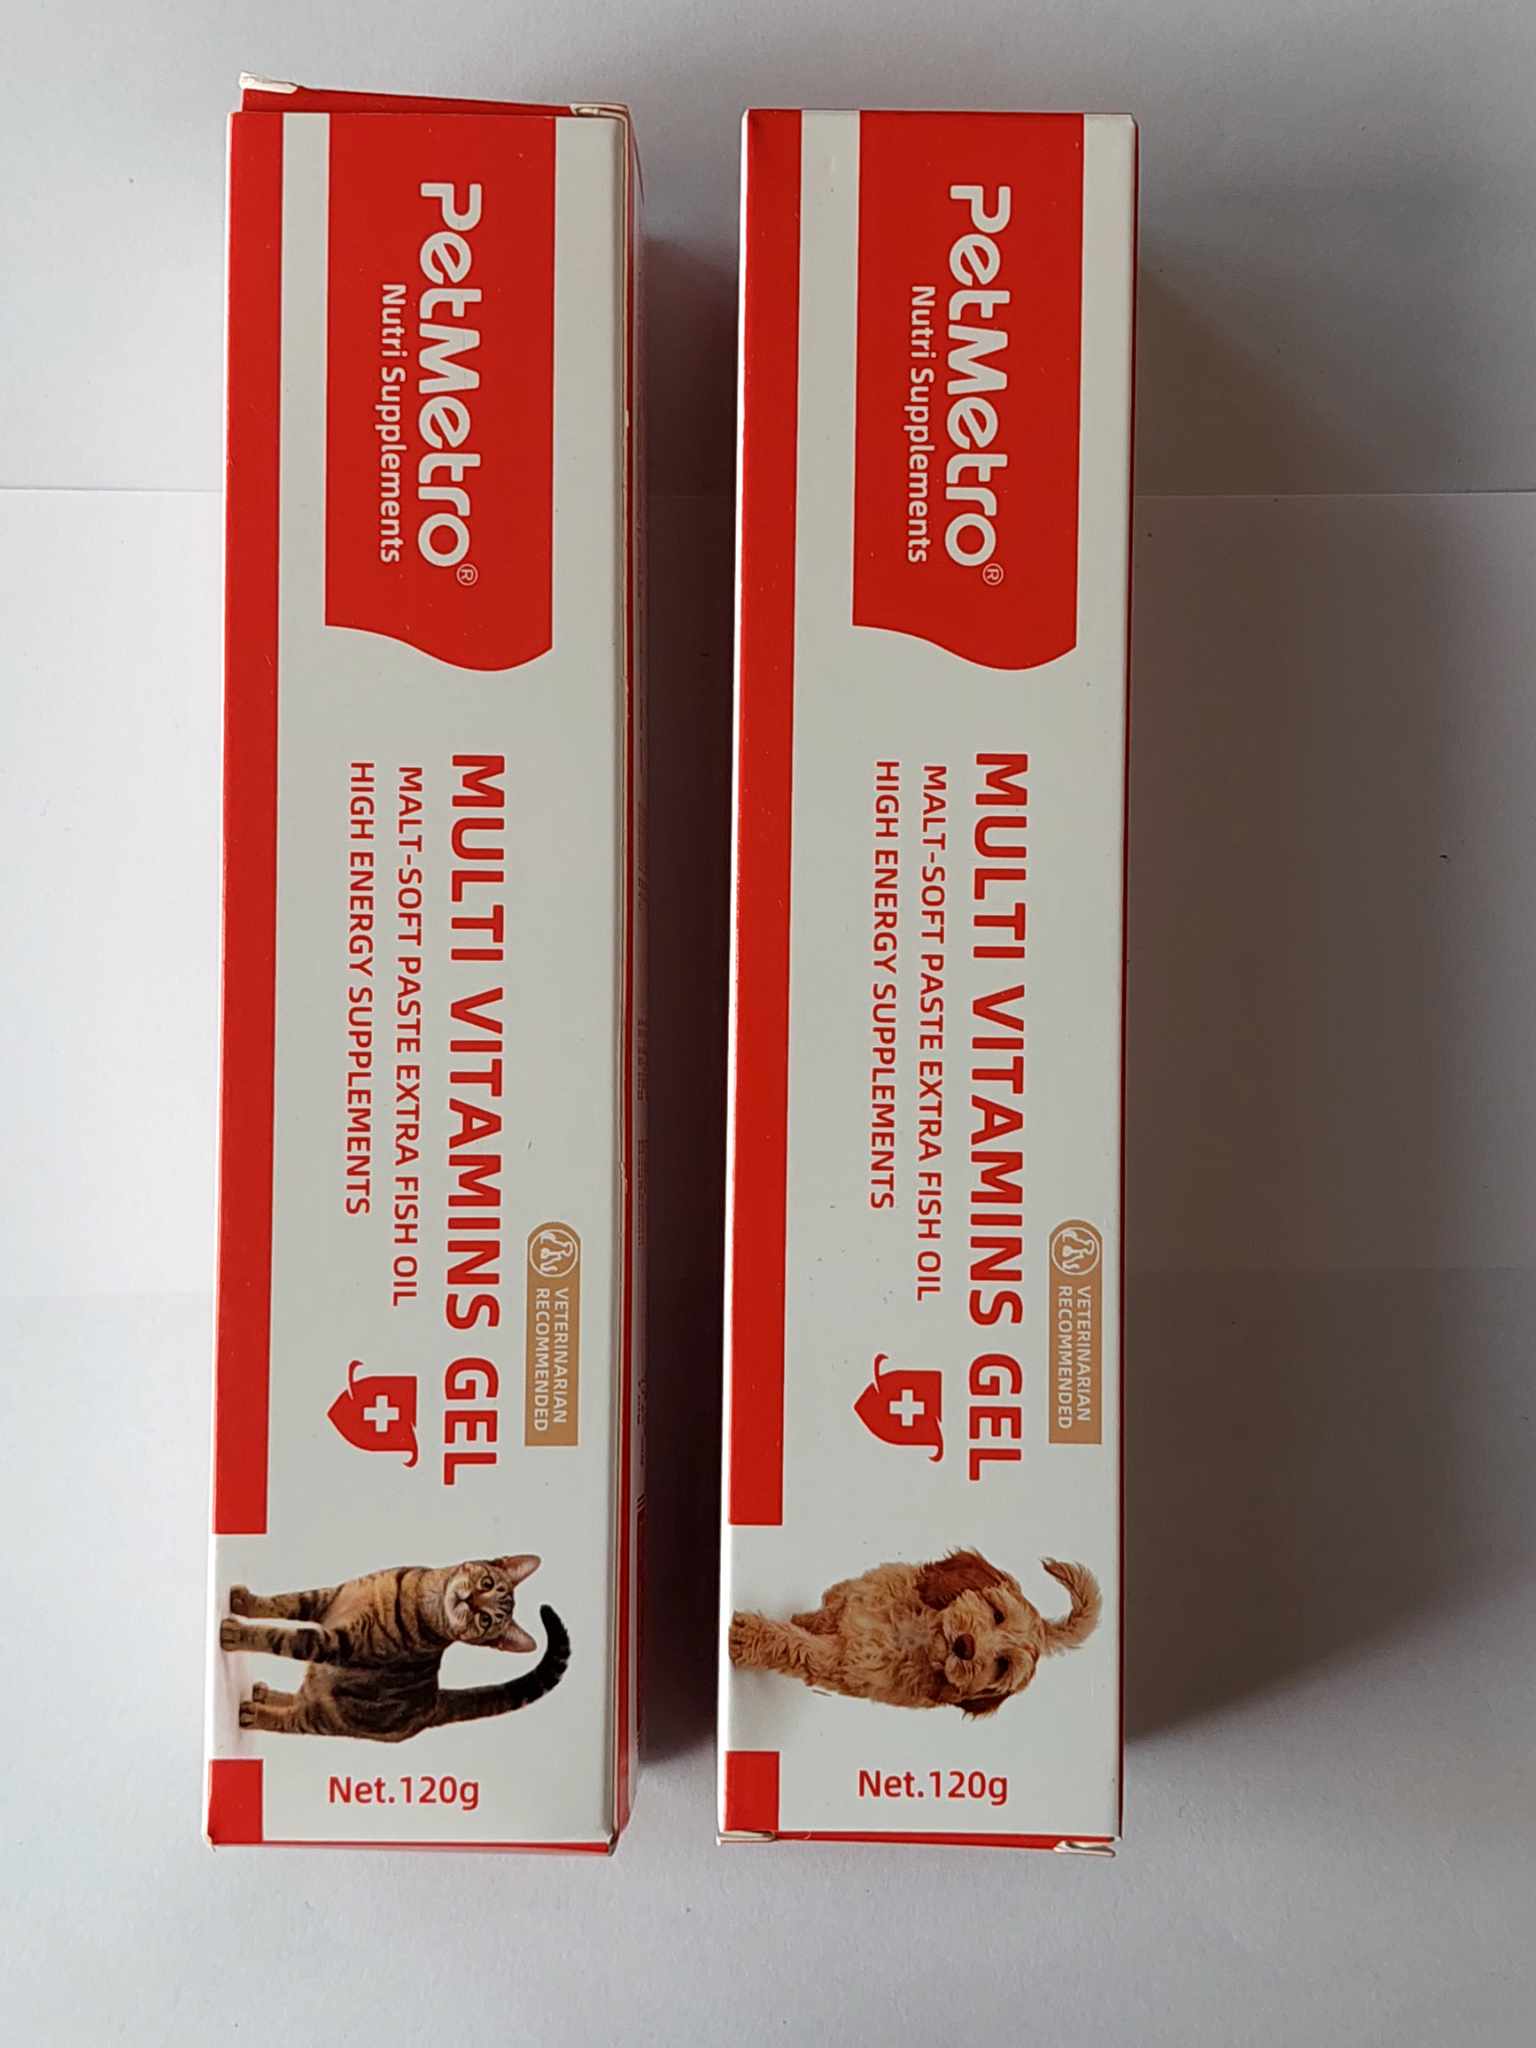 PetMetro®
Nutri Supplements
VETERINARIAN
RECOMMENDED
MULTI VITAMINS GEL
MALT-SOFT PASTE EXTRA FISH OIL
HIGH ENERGY SUPPLEMENTS
Net.120g
PetMetro®
Nutri Supplements
VETERINARIAN
RECOMMENDED
MULTI VITAMINS GEL
MALT-SOFT PASTE EXTRA FISH OIL
HIGH ENERGY SUPPLEMENTS
Net.120g